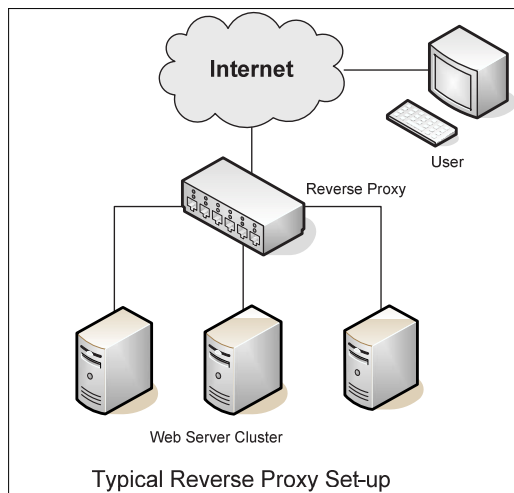 Internet
User
Reverse Proxy
Web Server Cluster
Typical Reverse Proxy Set-up